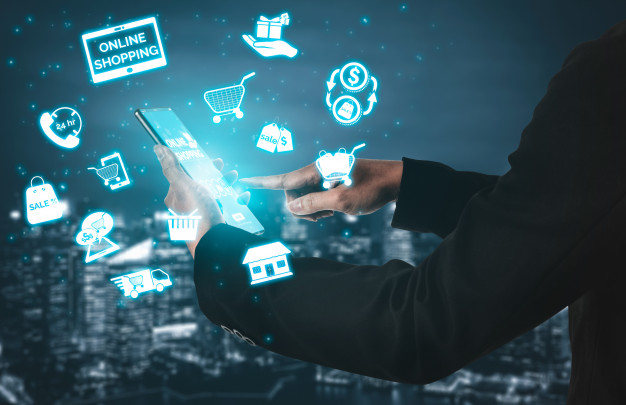 ONLINE
SHOPPING
24 hr
$
sale
$
SALE
$